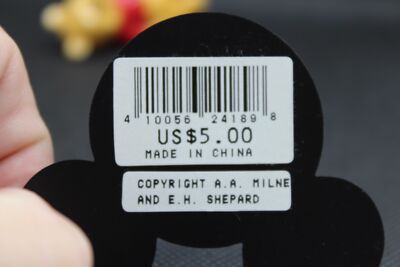 4 10056 24189 8
US$5.00
MADE IN CHINA
COPYRIGHT A.A. MILNE
AND E.H. SHEPARD